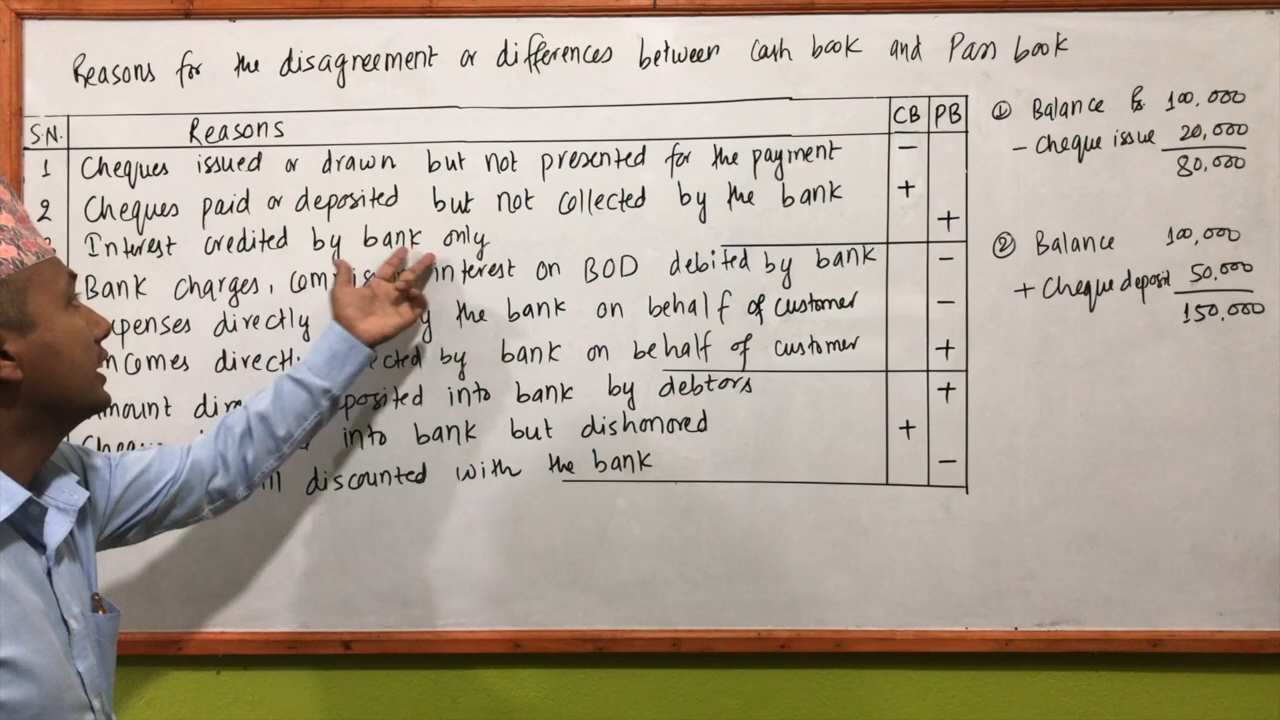 Reasons for the disagreement or differences between Cash book and Pass book
S.N. Reasons CB PB
1 Cheques issued or drawn but not presented for the payment −
2 Cheques paid or deposited but not collected by the bank +
Interest credited by bank only +
Bank charges, interest on BOD debited by bank −
directly the bank on behalf of customer −
by bank on behalf of customer +
into bank by debtors +
into bank but dishonored +
discounted with the bank −
① Balance Rs. 100,000
− Cheque issue 20,000
80,000
② Balance 100,000
+ Cheque deposit 50,000
150,000